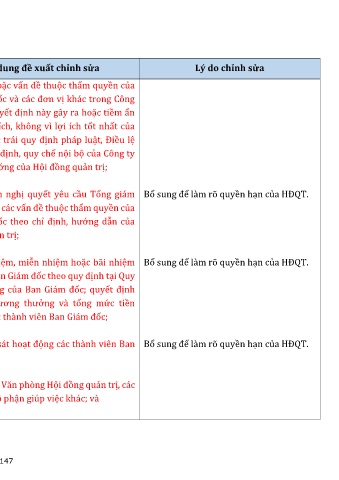 dung đề xuất chỉnh sửa
Lý do chỉnh sửa
oặc vấn đề thuộc thẩm quyền của
ốc và các đơn vị khác trong Công
yết định này gây ra hoặc tiềm ẩn
ích, không vì lợi ích tốt nhất của
trái quy định pháp luật, Điều lệ
định, quy chế nội bộ của Công ty
ớng của Hội đồng quản trị;
nghị quyết yêu cầu Tổng giám
các vấn đề thuộc thẩm quyền của
ốc theo chỉ định, hướng dẫn của
n trị;
Bổ sung để làm rõ quyền hạn của HĐQT.
ệm, miễn nhiệm hoặc bãi nhiệm
n Giám đốc theo quy định tại Quy
g của Ban Giám đốc; quyết định
ương thưởng và tổng mức tiền
thành viên Ban Giám đốc;
Bổ sung để làm rõ quyền hạn của HĐQT.
sát hoạt động các thành viên Ban
Bổ sung để làm rõ quyền hạn của HĐQT.
Văn phòng Hội đồng quản trị, các
phận giúp việc khác; và
147